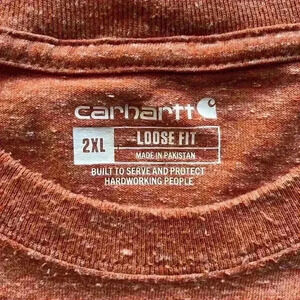 carhartt
2XL
LOOSE FIT
MADE IN PAKISTAN
BUILT TO SERVE AND PROTECT
HARDWORKING PEOPLE